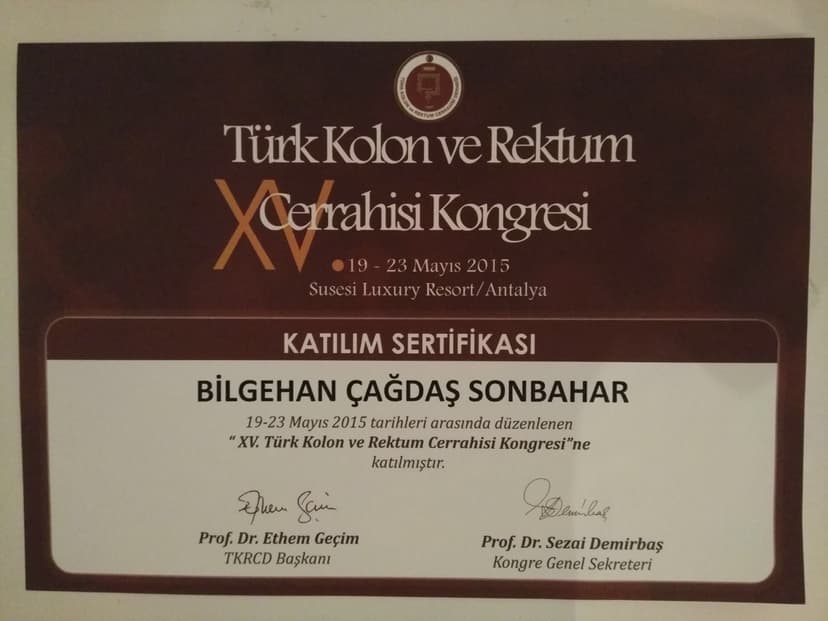 Türk Kolon ve Rektum
XV Cerrahisi Kongresi
19 - 23 Mayıs 2015
Susesi Luxury Resort/Antalya
KATILIM SERTİFİKASI
BİLGEHAN ÇAĞDAŞ SONBAHAR
19-23 Mayıs 2015 tarihleri arasında düzenlenen
“ XV. Türk Kolon ve Rektum Cerrahisi Kongresi”ne
katılmıştır.
Prof. Dr. Ethem Geçim
TKRCD Başkanı
Prof. Dr. Sezai Demirbaş
Kongre Genel Sekreteri